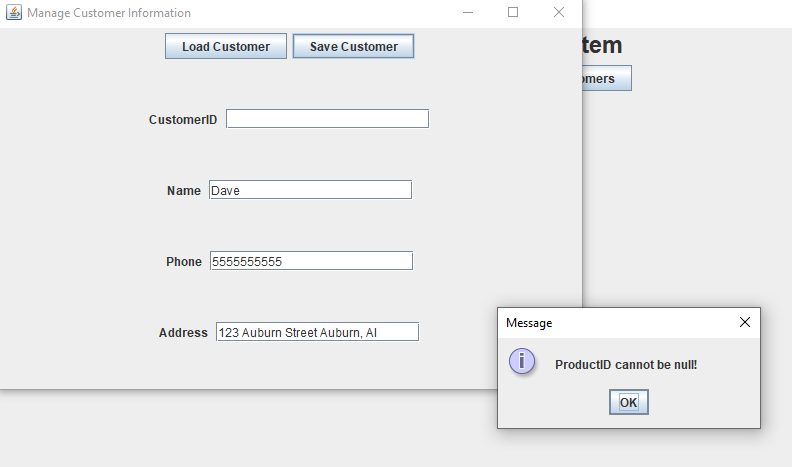 Manage Customer Information
Load Customer Save Customer
tem
omers
CustomerID
Name Dave
Phone 5555555555
Address 123 Auburn Street Auburn, Al
Message
i
ProductID cannot be null!
OK